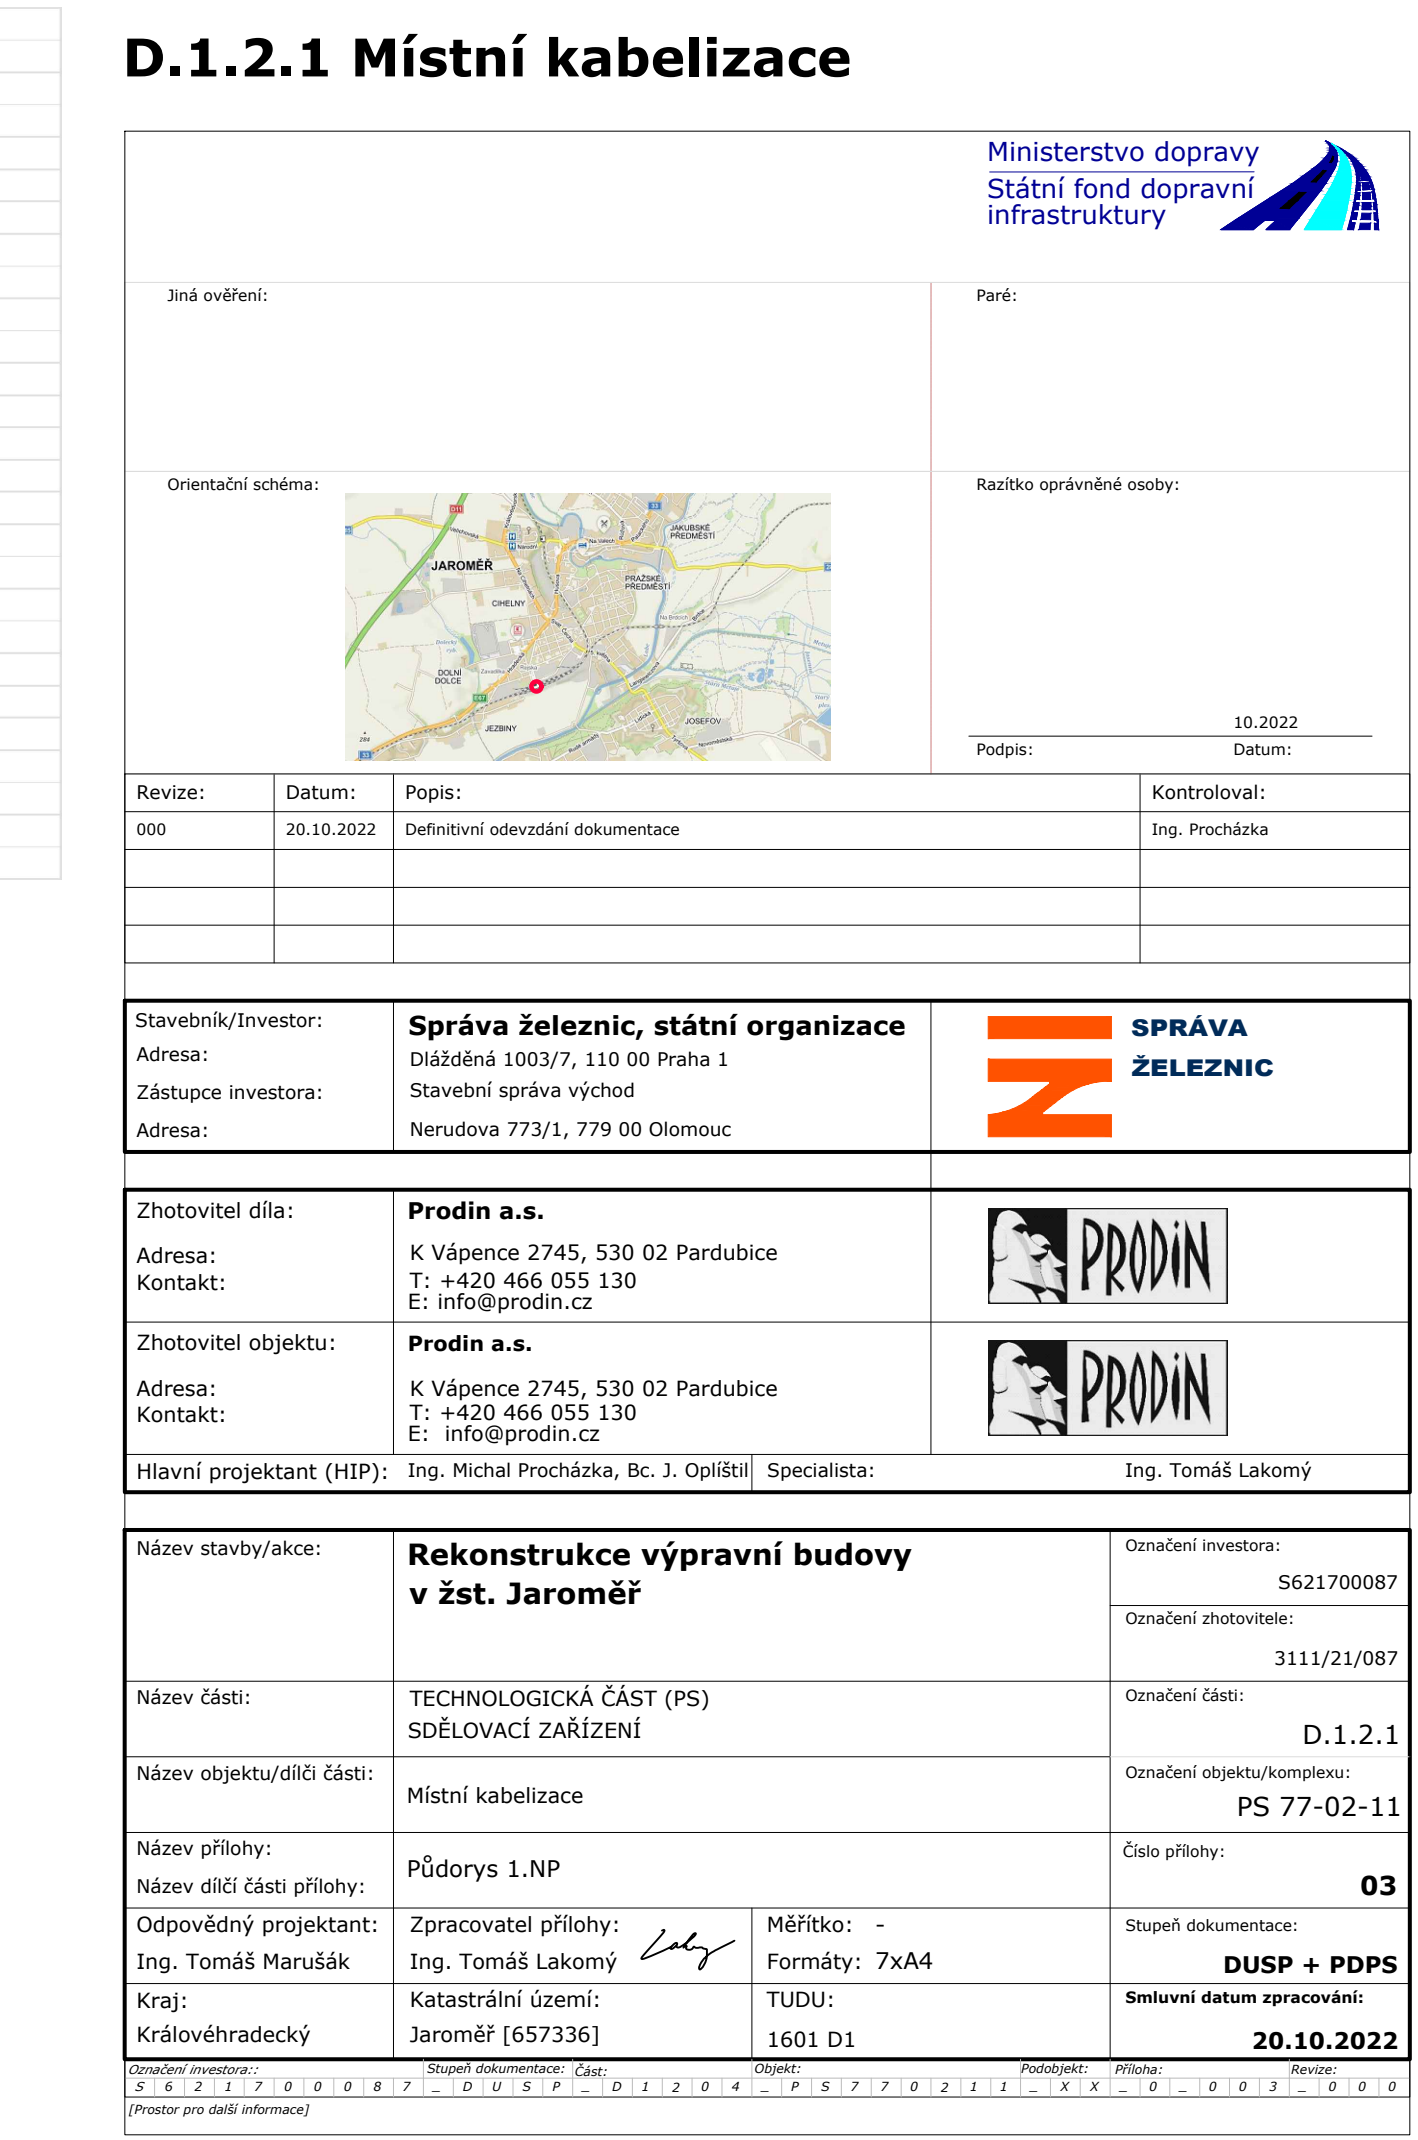 D.1.2.1 Místní kabelizace
Ministerstvo dopravy
Státní fond dopravní
infrastruktury
Jiná ověření:
Paré:
Orientační schéma:
Razítko oprávněné osoby:
D11
33
JAKUBSKÉ
PŘEDMĚSTÍ
Na Valech
JAROMĚŘ
PRAŽSKÉ
PŘEDMĚSTÍ
CIHELNY
DOLNÍ
DOLCE
E67
JOSEFOV
JEZBINY
284
33
10.2022
Podpis: Datum:
Revize: Datum: Popis: Kontroloval:
000 20.10.2022 Definitivní odevzdání dokumentace Ing. Procházka
Stavebník/Investor: Správa železnic, státní organizace
Adresa: Dlážděná 1003/7, 110 00 Praha 1
Zástupce investora: Stavební správa východ
Adresa: Nerudova 773/1, 779 00 Olomouc
SPRÁVA
ŽELEZNIC
Zhotovitel díla: Prodin a.s.
Adresa: K Vápence 2745, 530 02 Pardubice
Kontakt: T: +420 466 055 130
E: info@prodin.cz
PRODiN
Zhotovitel objektu: Prodin a.s.
Adresa: K Vápence 2745, 530 02 Pardubice
Kontakt: T: +420 466 055 130
E: info@prodin.cz
PRODiN
Hlavní projektant (HIP): Ing. Michal Procházka, Bc. J. Oplíštil Specialista: Ing. Tomáš Lakomý
Název stavby/akce: Rekonstrukce výpravní budovy
v žst. Jaroměř
Označení investora:
S621700087
Označení zhotovitele:
3111/21/087
Název části: TECHNOLOGICKÁ ČÁST (PS)
SDĚLOVACÍ ZAŘÍZENÍ
Označení části:
D.1.2.1
Název objektu/dílči části: Místní kabelizace
Označení objektu/komplexu:
PS 77-02-11
Název přílohy:
Půdorys 1.NP
Název dílčí části přílohy:
Číslo přílohy:
03
Odpovědný projektant: Zpracovatel přílohy: Měřítko: - Stupeň dokumentace:
Ing. Tomáš Marušák Ing. Tomáš Lakomý Lakomý Formáty: 7xA4 DUSP + PDPS
Kraj: Katastrální území: TUDU: Smluvní datum zpracování:
Královéhradecký Jaroměř [657336] 1601 D1 20.10.2022
Označení investora:: Stupeň dokumentace: Část: Objekt: Podobjekt: Příloha: Revize:
S 6 2 1 7 0 0 0 8 7 _ D U S P _ D 1 2 0 4 _ P S 7 7 0 2 1 1 _ X X _ 0 _ 0 0 3 _ 0 0 0
[Prostor pro další informace]